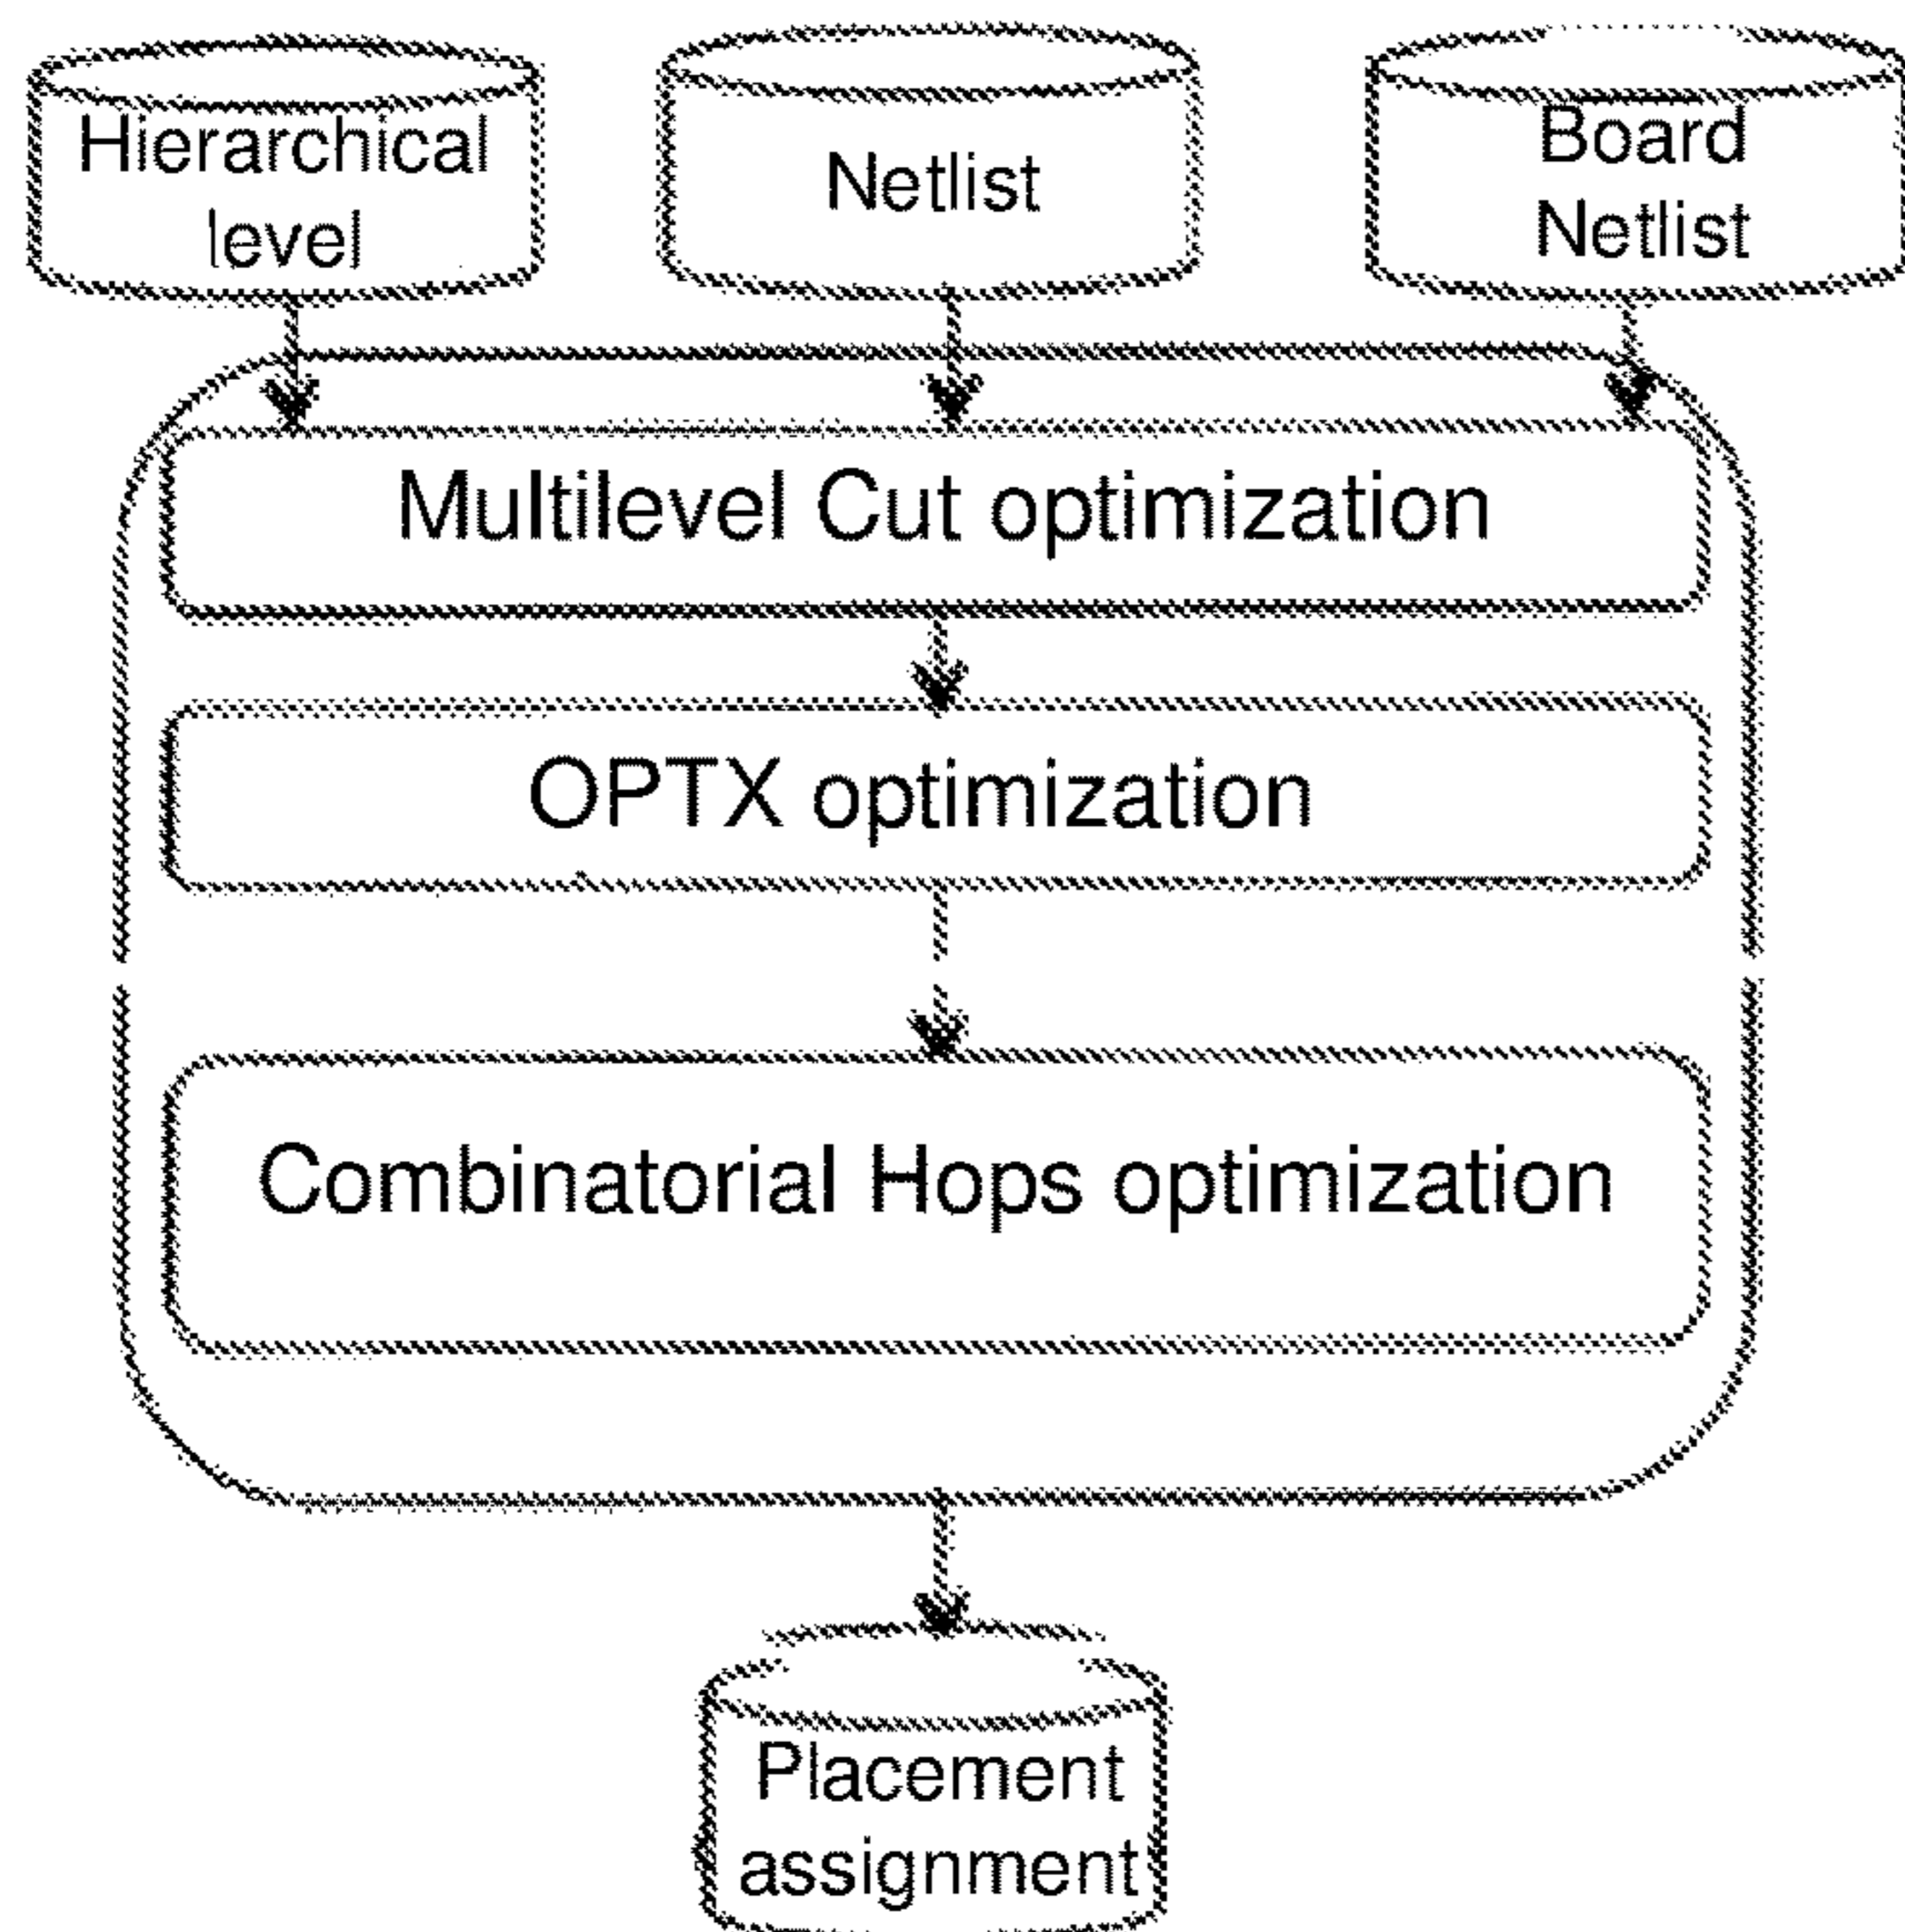 Hierarchical
level
Netlist
Board
Netlist
Multilevel Cut optimization
OPTX optimization
Combinatorial Hops optimization
Placement
assignment